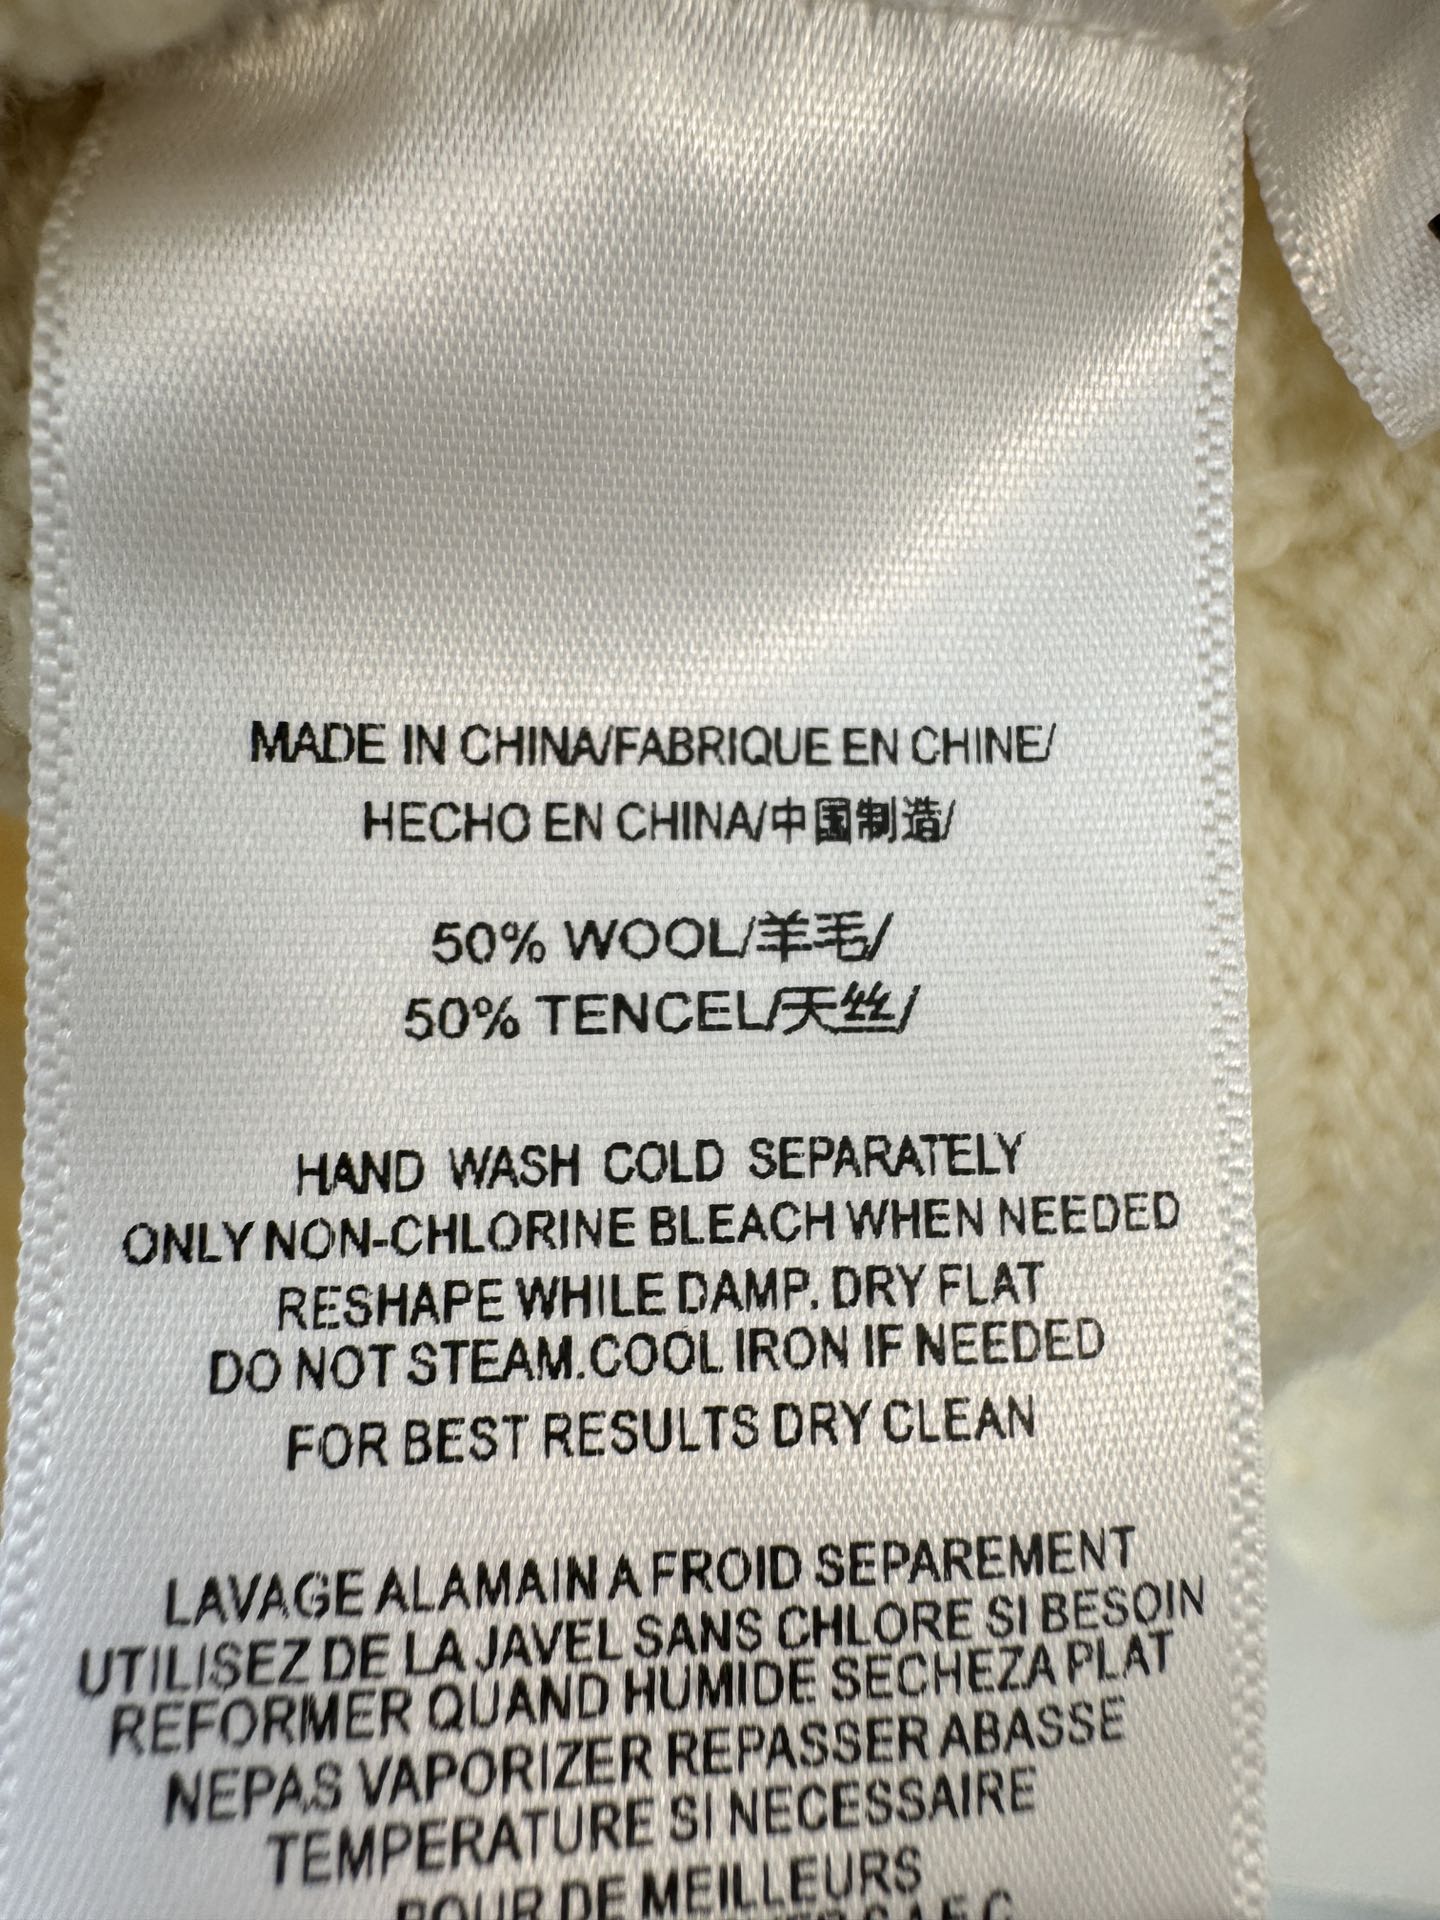 MADE IN CHINA/FABRIQUE EN CHINE/
HECHO EN CHINA/中国制造/
50% WOOL/羊毛/
50% TENCEL/天丝/
HAND WASH COLD SEPARATELY
ONLY NON-CHLORINE BLEACH WHEN NEEDED
RESHAPE WHILE DAMP. DRY FLAT
DO NOT STEAM.COOL IRON IF NEEDED
FOR BEST RESULTS DRY CLEAN
LAVAGE ALAMAIN A FROID SEPAREMENT
UTILISEZ DE LA JAVEL SANS CHLORE SI BESOIN
REFORMER QUAND HUMIDE SECHEZA PLAT
NEPAS VAPORIZER REPASSER ABASSE
TEMPERATURE SI NECESSAIRE
POUR DE MEILLEURS